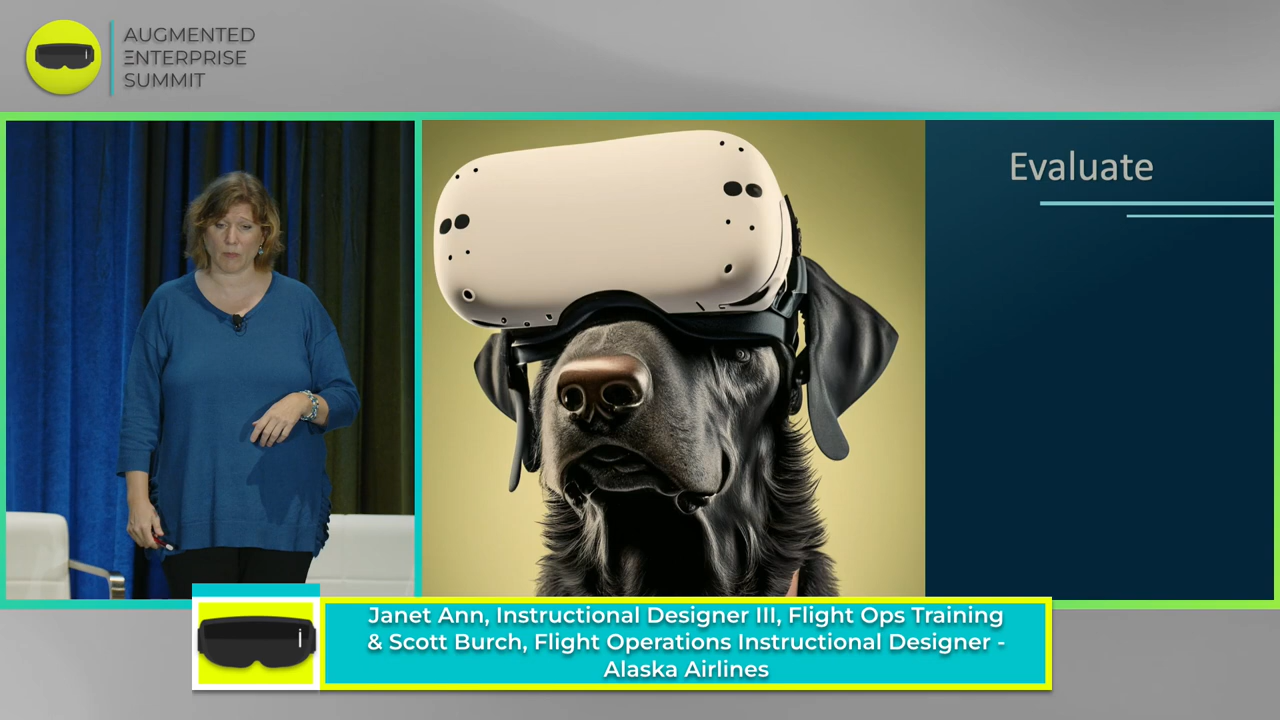 AUGMENTED
ENTERPRISE
SUMMIT
Evaluate
Janet Ann, Instructional Designer III, Flight Ops Training
& Scott Burch, Flight Operations Instructional Designer -
Alaska Airlines